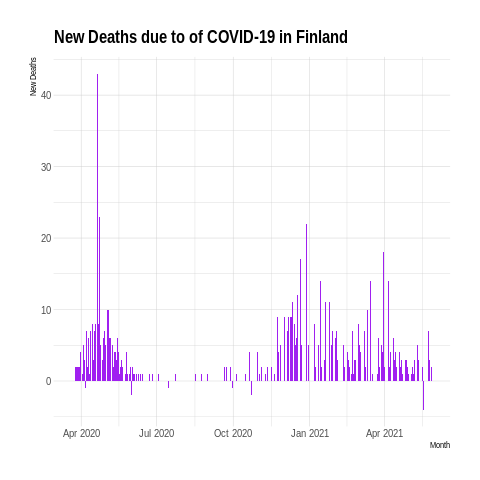 New Deaths due to of COVID-19 in Finland
New Deaths
40
30
20
10
0
Apr 2020 Jul 2020 Oct 2020 Jan 2021 Apr 2021
Month